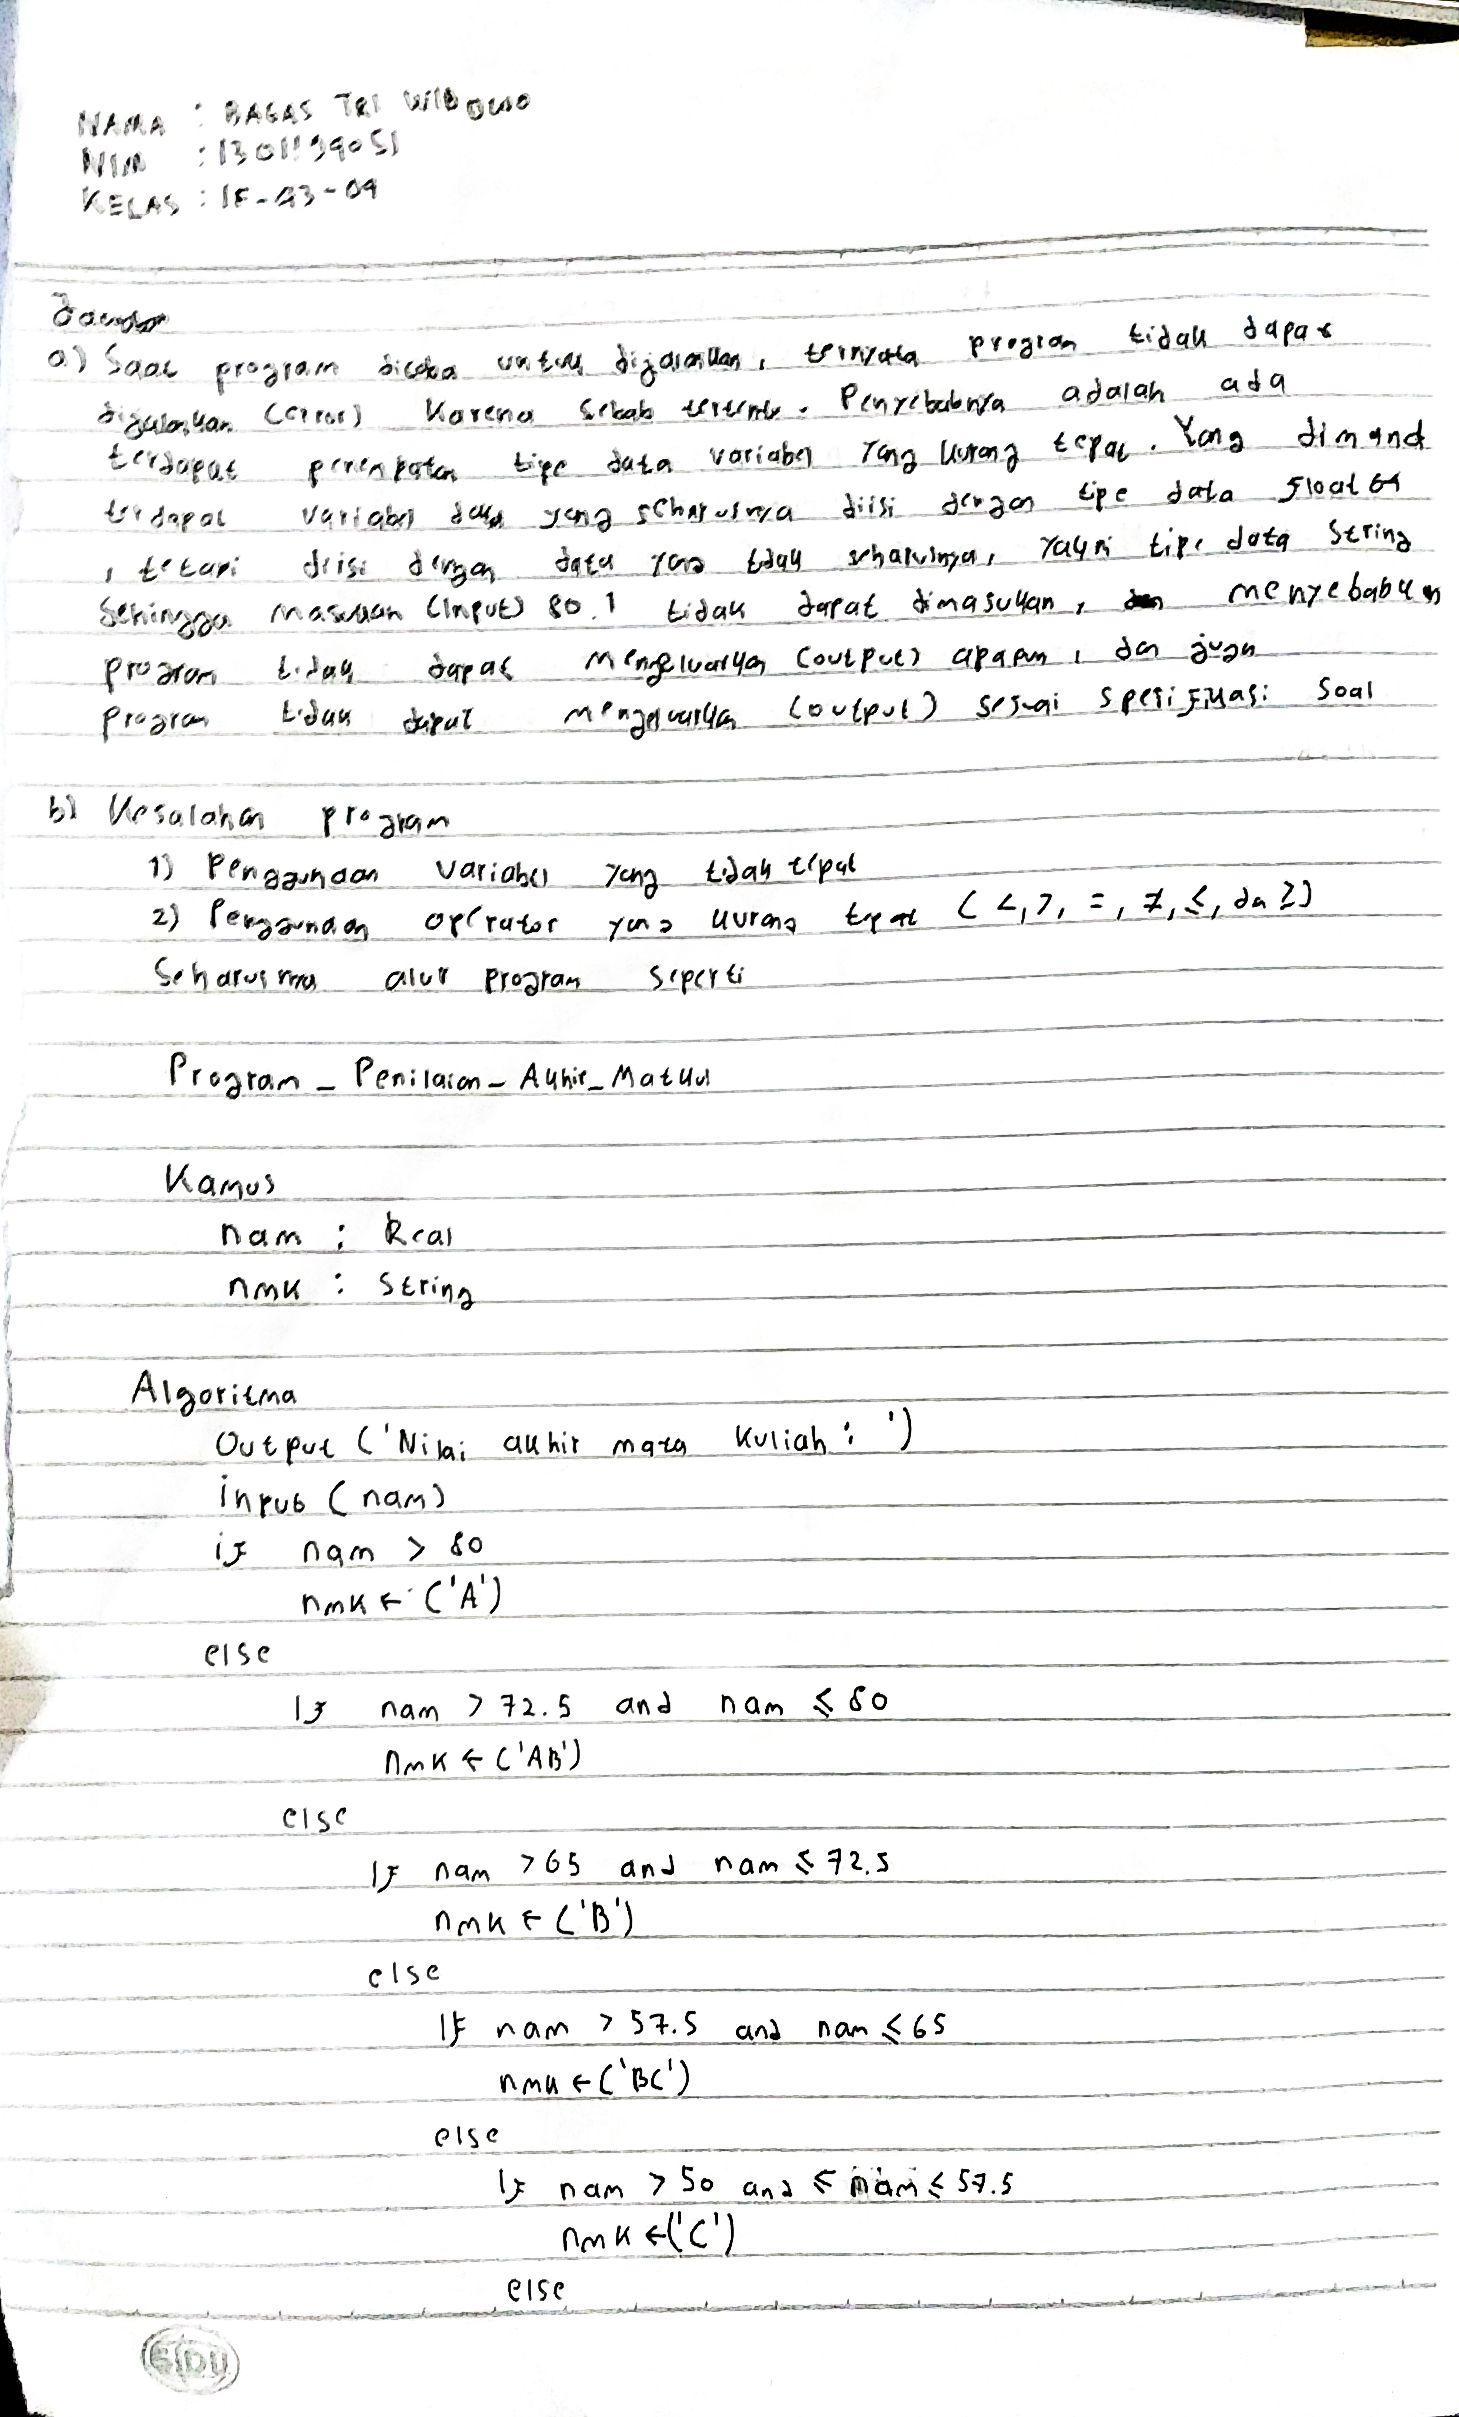 NAMA : BAGAS TRI WIBOWO
NIM : 1301199051
KELAS : IF-43-09
Jawab
a) Saat program dicoba untuk dijalankan, ternyata program tidak dapat
dijalankan (error) karena sebab tertentu. Penyebabnya adalah ada
terdapat penempatan tipe data variabel yang kurang tepat. Yang dimana
terdapat variabel yang seharusnya diisi dengan tipe data Float64
, tetapi diisi dengan data yang tidak seharusnya, yakni tipe data String
Sehingga masukan (Input) 80.1 tidak dapat dimasukan, menyebabkan
program tidak dapat mengeluarkan (output) apapun, dan juga
program tidak dapat mengeluarkan (output) sesuai spesifikasi soal
b) Kesalahan program
1) Penggunaan variabel yang tidak tepat
2) Penggunaan operator yang kurang tepat (<, >, =, ≠, ≤, dan ≥)
Seharusnya alur program seperti
Program_Penilaian_Akhir_Matkul
Kamus
nam : Real
nmk : String
Algoritma
Output ('Nilai akhir mata kuliah : ')
input (nam)
if nam > 80
nmk ← ('A')
else
If nam > 72.5 and nam ≤ 80
nmk ← ('AB')
else
If nam > 65 and nam ≤ 72.5
nmk ← ('B')
else
If nam > 57.5 and nam ≤ 65
nmk ← ('BC')
else
If nam > 50 and ≤ nam ≤ 57.5
nmk ← ('C')
else
SIDU